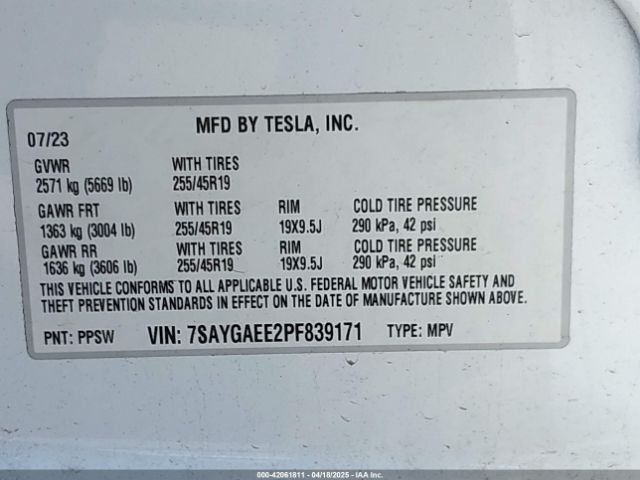 MFD BY TESLA, INC.
07/23
GVWR WITH TIRES
2571 kg (5669 lb) 255/45R19
GAWR FRT WITH TIRES RIM COLD TIRE PRESSURE
1363 kg (3004 lb) 255/45R19 19X9.5J 290 kPa, 42 psi
GAWR RR WITH TIRES RIM COLD TIRE PRESSURE
1636 kg (3606 lb) 255/45R19 19X9.5J 290 kPa, 42 psi
THIS VEHICLE CONFORMS TO ALL APPLICABLE U.S. FEDERAL MOTOR VEHICLE SAFETY AND
THEFT PREVENTION STANDARDS IN EFFECT ON THE DATE OF MANUFACTURE SHOWN ABOVE.
PNT: PPSW VIN: 7SAYGAEE2PF839171 TYPE: MPV
000-42061811 - 04/18/2025 - IAA Inc.